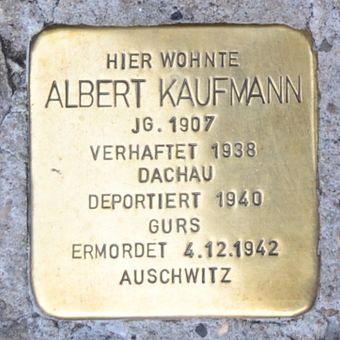 HIER WOHNTE
ALBERT KAUFMANN
JG. 1907
VERHAFTET 1938
DACHAU
DEPORTIERT 1940
GURS
ERMORDET 4.12.1942
AUSCHWITZ